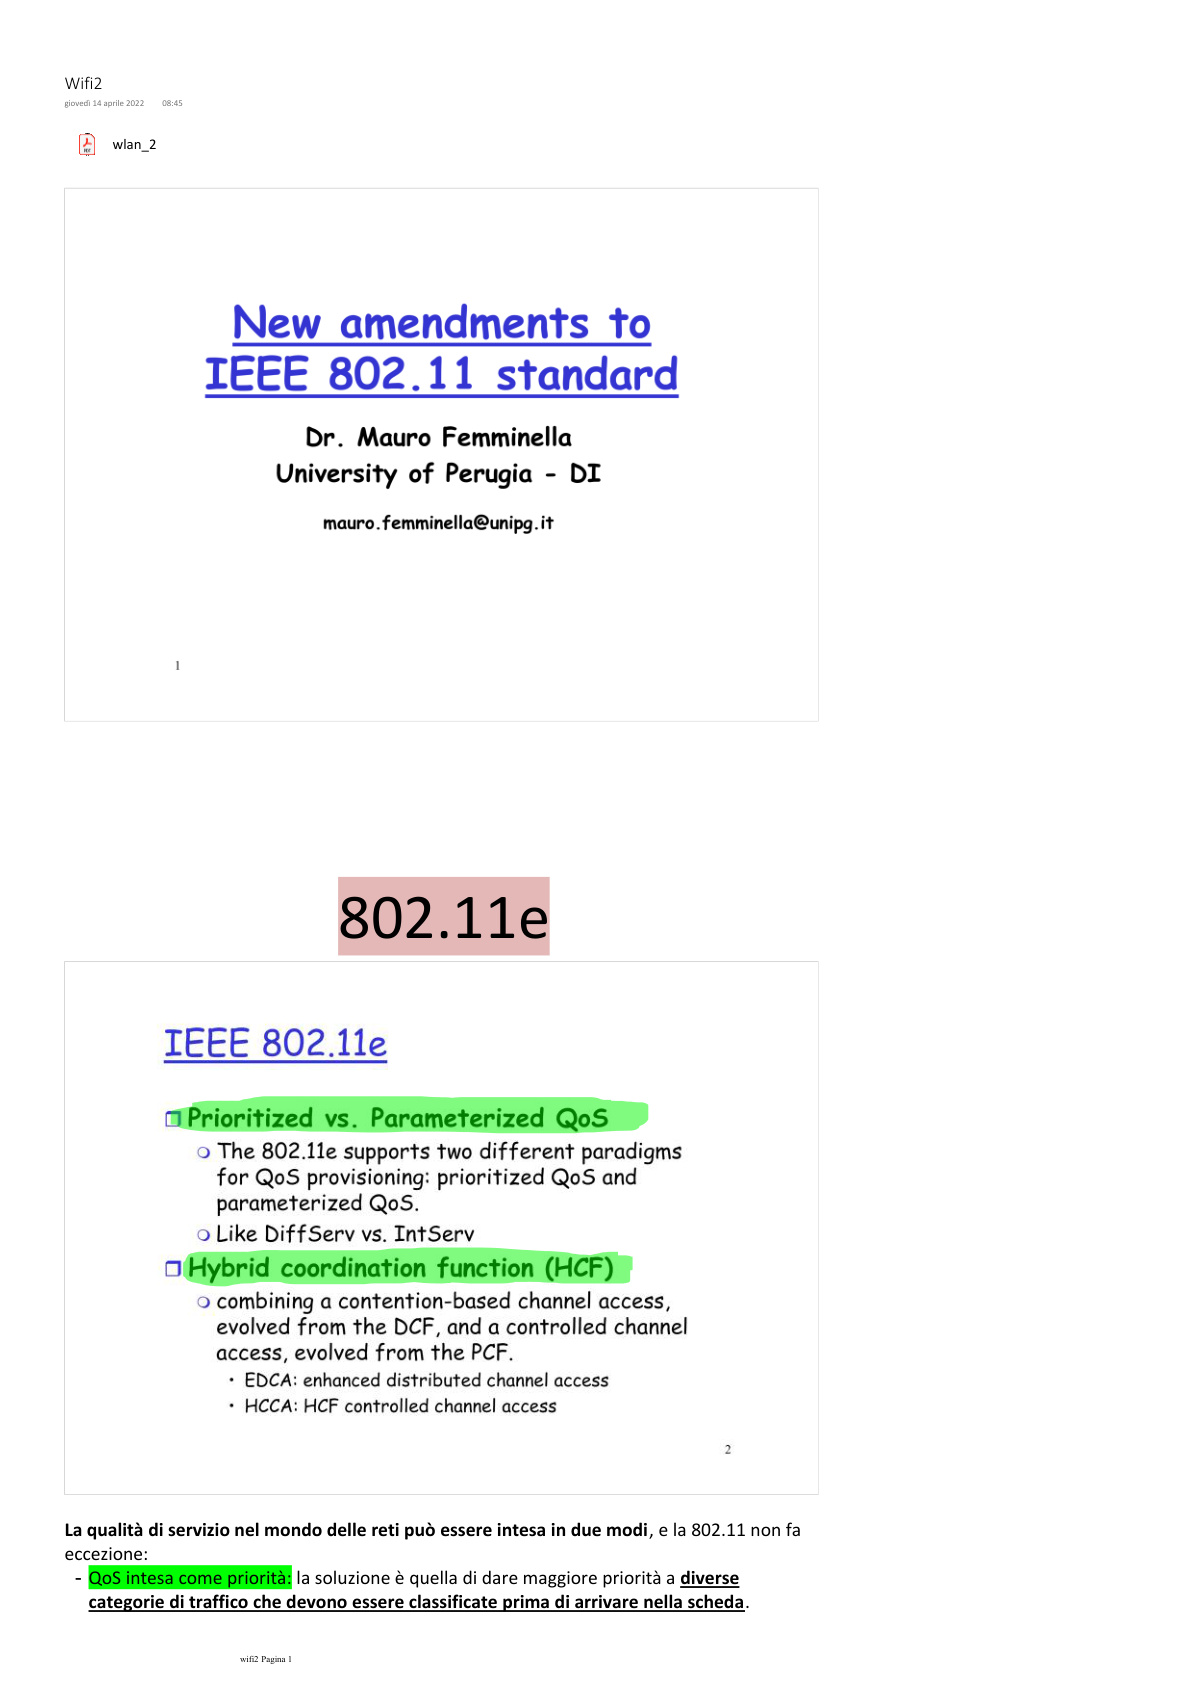 Wifi2
giovedì 14 aprile 2022 08:45
PDF
wlan_2
New amendments to
IEEE 802.11 standard
Dr. Mauro Femminella
University of Perugia - DI
mauro.femminella@unipg.it
1
802.11e
IEEE 802.11e
Prioritized vs. Parameterized QoS
The 802.11e supports two different paradigms
for QoS provisioning: prioritized QoS and
parameterized QoS.
Like DiffServ vs. IntServ
Hybrid coordination function (HCF)
combining a contention-based channel access,
evolved from the DCF, and a controlled channel
access, evolved from the PCF.
• EDCA: enhanced distributed channel access
• HCCA: HCF controlled channel access
2
La qualità di servizio nel mondo delle reti può essere intesa in due modi, e la 802.11 non fa
eccezione:
- QoS intesa come priorità: la soluzione è quella di dare maggiore priorità a diverse
categorie di traffico che devono essere classificate prima di arrivare nella scheda.
wifi2 Pagina 1